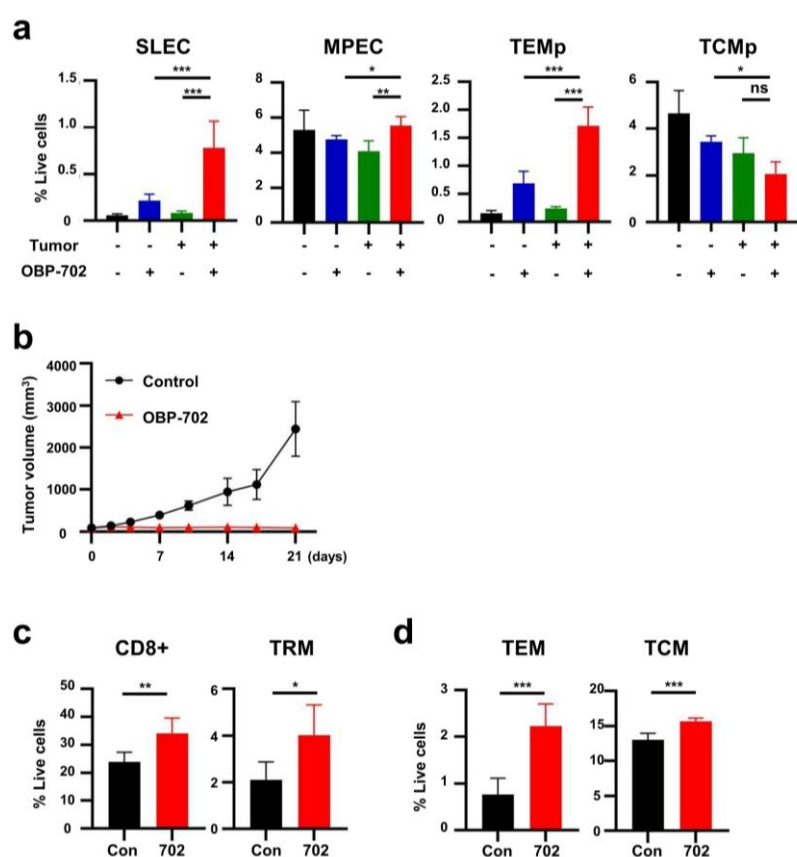 a
SLEC MPEC TEMp TCMp
*** * *** *
*** ** *** ns
% Live cells
1.5
1.0
0.5
0
8
6
4
2
0
2.5
2.0
1.5
1.0
0.5
0
6
4
2
0
Tumor - - + + - - + + - - + + - - + +
OBP-702 - + - + - + - + - + - + - + - +
b
Tumor volume (mm³)
4000
3000
2000
1000
0
Control
OBP-702
0 7 14 21 (days)
c
CD8+ TRM
** *
% Live cells
50
40
30
20
10
0
6
4
2
0
Con 702 Con 702
d
TEM TCM
*** ***
% Live cells
3
2
1
0
20
15
10
5
0
Con 702 Con 702